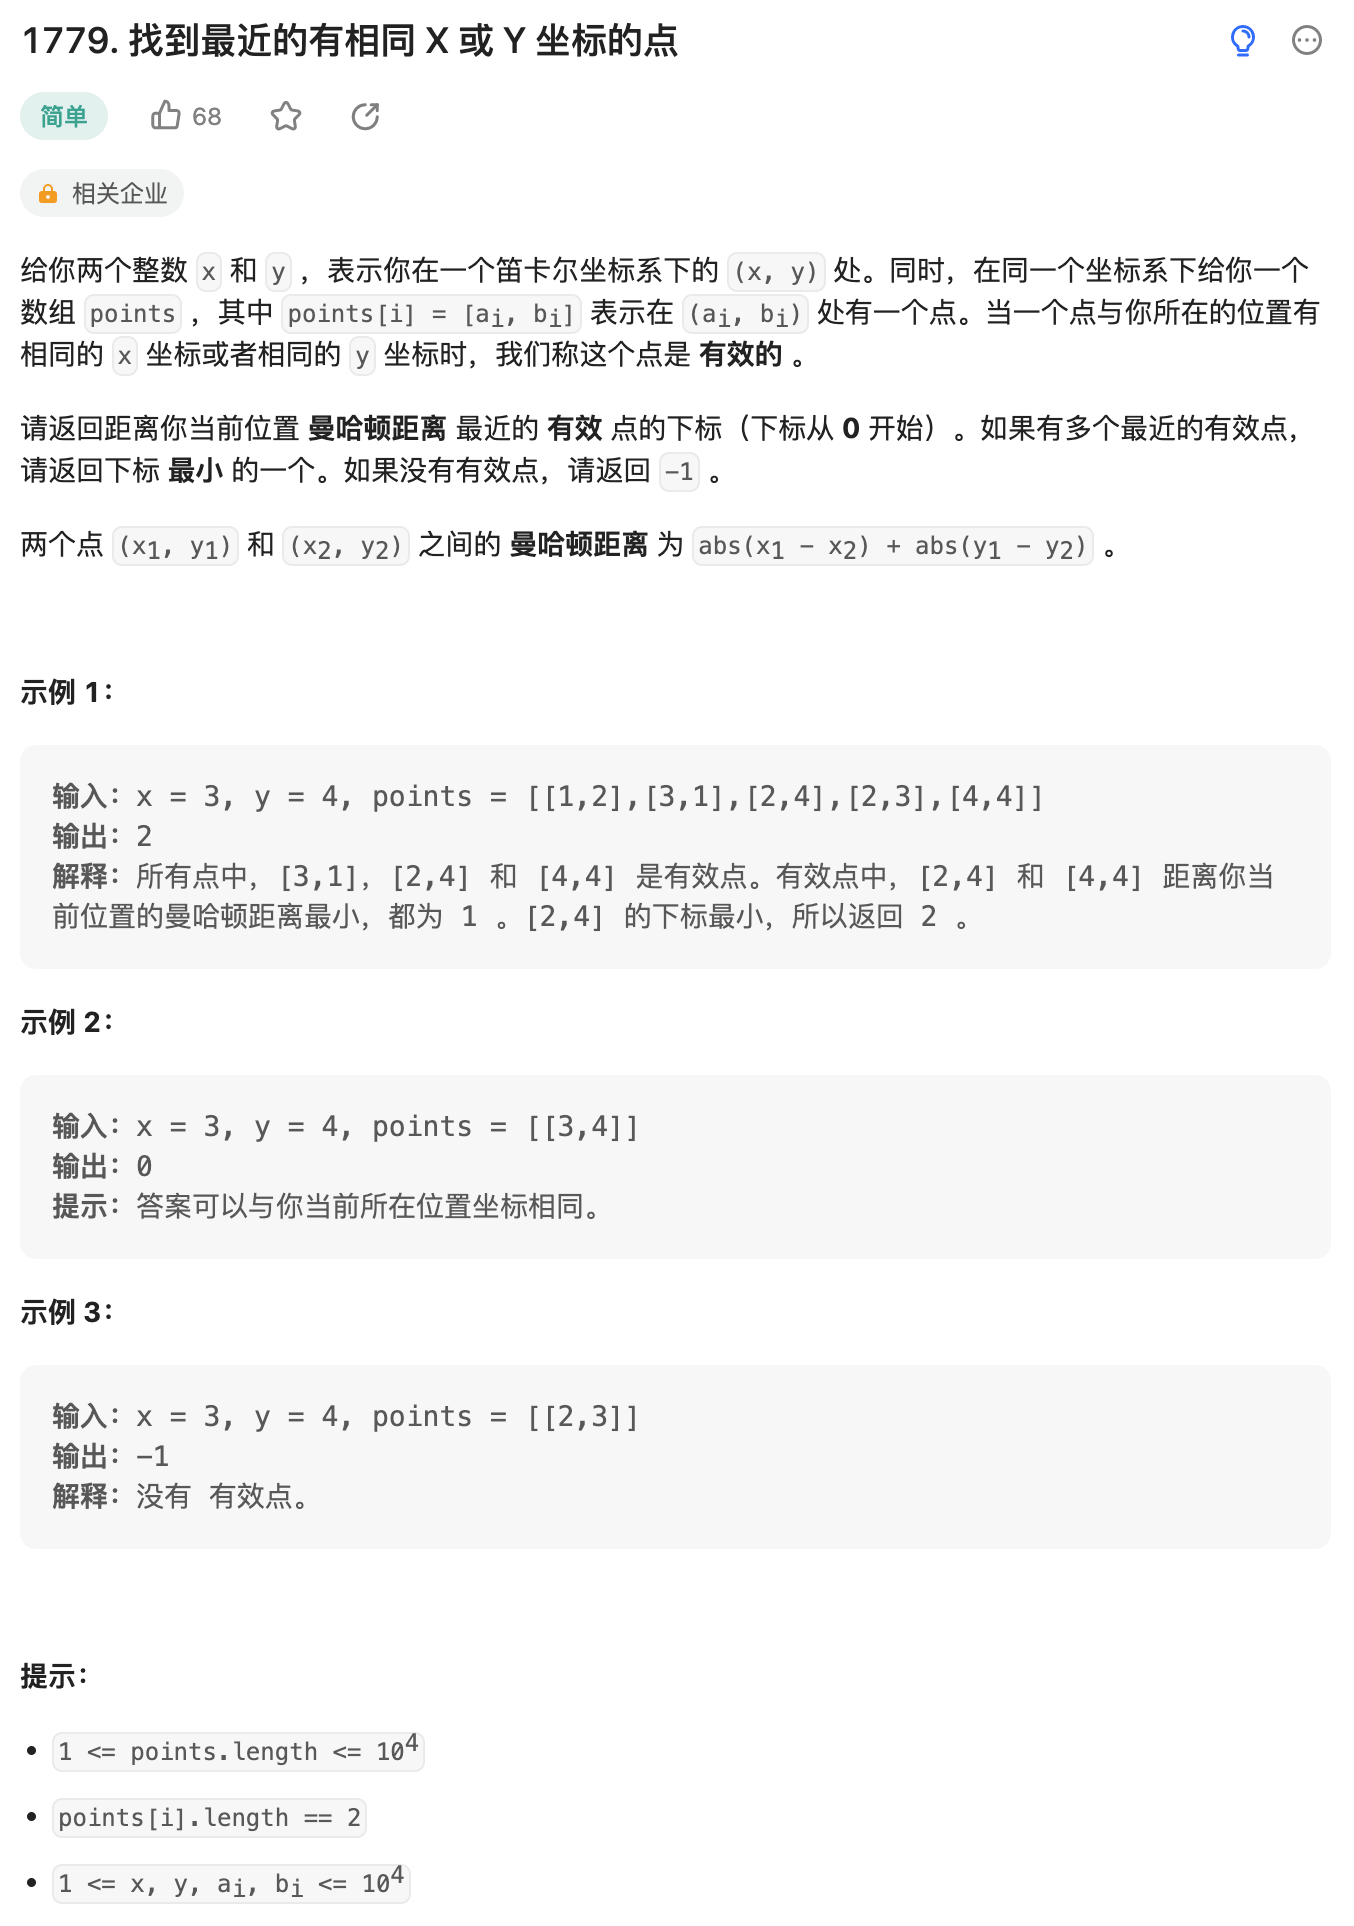 1779. 找到最近的有相同 X 或 Y 坐标的点
简单 68
相关企业
给你两个整数 x 和 y ，表示你在一个笛卡尔坐标系下的 (x, y) 处。同时，在同一个坐标系下给你一个
数组 points ，其中 points[i] = [ai, bi] 表示在 (ai, bi) 处有一个点。当一个点与你所在的位置有
相同的 x 坐标或者相同的 y 坐标时，我们称这个点是 有效的 。
请返回距离你当前位置 曼哈顿距离 最近的 有效 点的下标（下标从 0 开始）。如果有多个最近的有效点，
请返回下标 最小 的一个。如果没有有效点，请返回 -1 。
两个点 (x1, y1) 和 (x2, y2) 之间的 曼哈顿距离 为 abs(x1 - x2) + abs(y1 - y2) 。
示例 1：
输入：x = 3, y = 4, points = [[1,2],[3,1],[2,4],[2,3],[4,4]]
输出：2
解释：所有点中，[3,1]，[2,4] 和 [4,4] 是有效点。有效点中，[2,4] 和 [4,4] 距离你当
前位置的曼哈顿距离最小，都为 1 。[2,4] 的下标最小，所以返回 2 。
示例 2：
输入：x = 3, y = 4, points = [[3,4]]
输出：0
提示：答案可以与你当前所在位置坐标相同。
示例 3：
输入：x = 3, y = 4, points = [[2,3]]
输出：-1
解释：没有 有效点。
提示：
1 <= points.length <= 10^4
points[i].length == 2
1 <= x, y, ai, bi <= 10^4